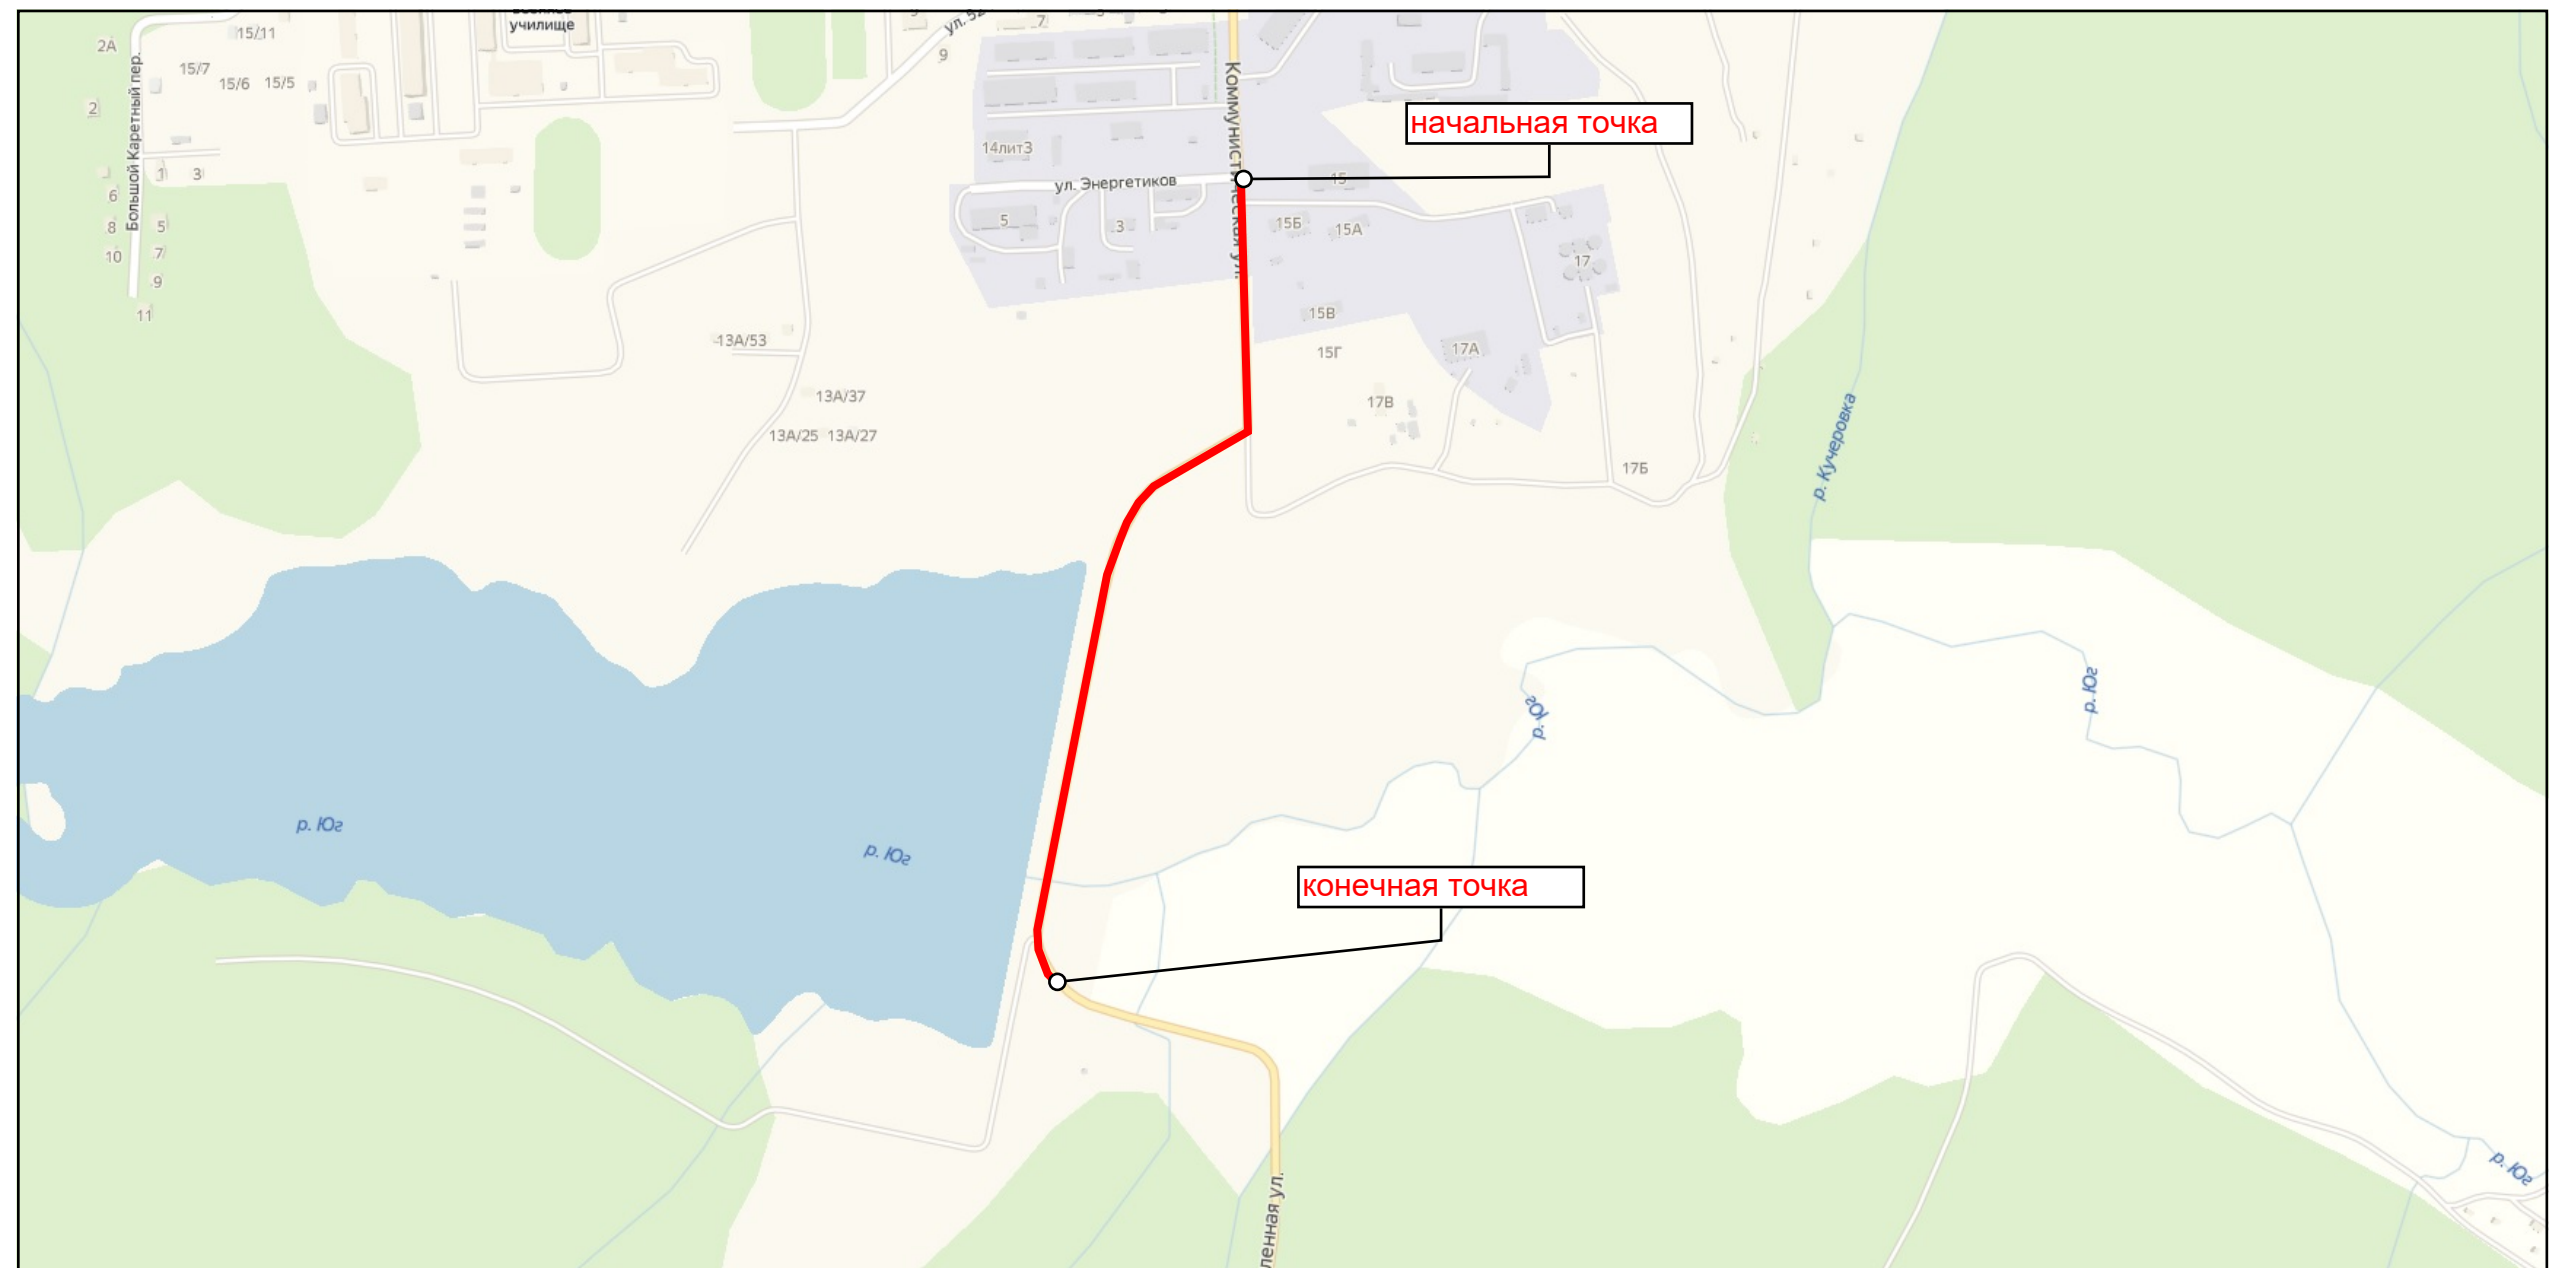 училище
2А
15/11
15/7
15/6
15/5
2
Большой Каретный пер.
1
3
6
8
5
10
7
9
11
7
9
Коммунистическая ул.
начальная точка
14лит3
ул. Энергетиков
15
5
3
15Б
15А
17
15В
15Г
17А
13А/53
13А/37
13А/25
13А/27
17В
17Б
р. Кучеровка
р. Юг
р. Юг
р. Юг
р. Юг
конечная точка
р. Юг